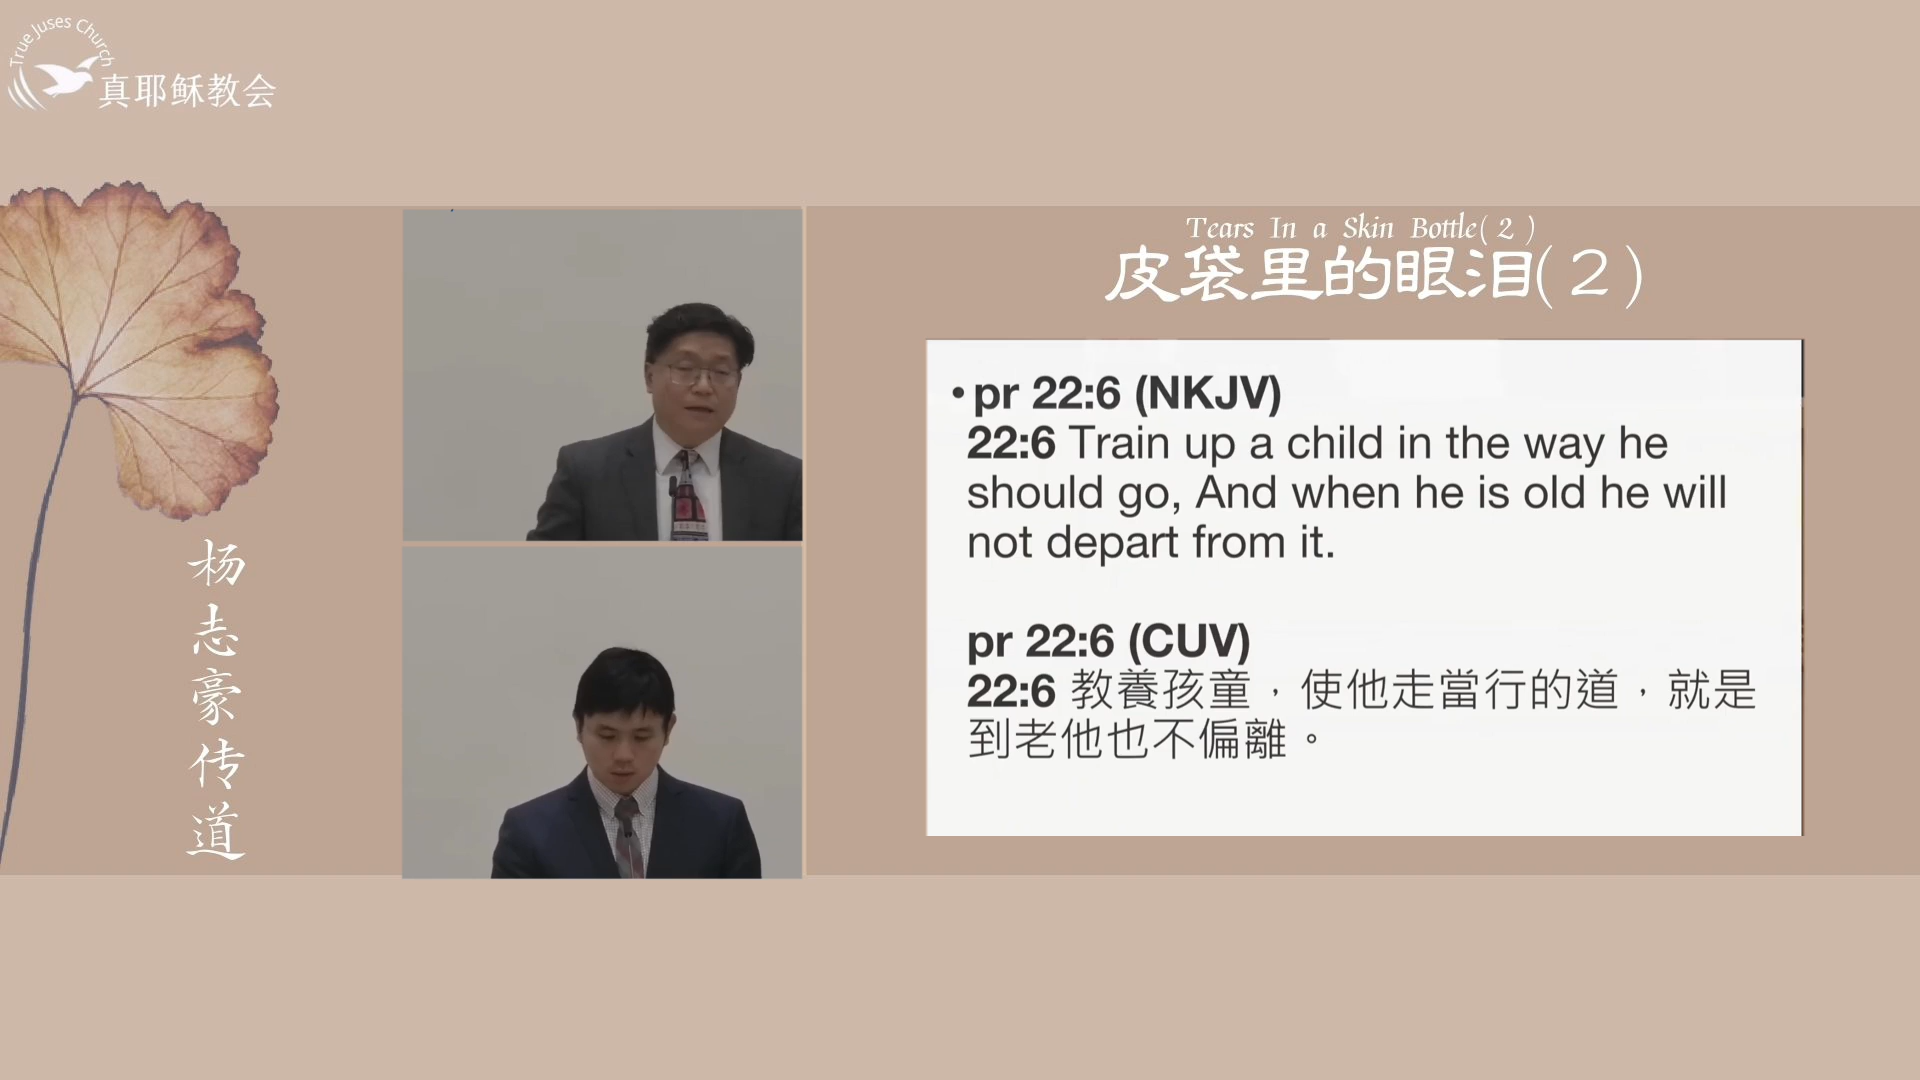 True Juses Church
真耶稣教会
Tears In a Skin Bottle(2)
皮袋里的眼泪(2)
• pr 22:6 (NKJV)
22:6 Train up a child in the way he
should go, And when he is old he will
not depart from it.
pr 22:6 (CUV)
22:6 教養孩童，使他走當行的道，就是
到老他也不偏離。
杨志豪传道